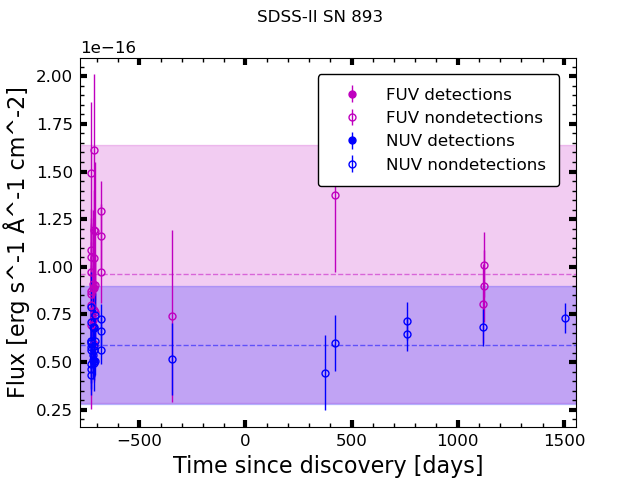 SDSS-II SN 893
1e−16
Flux [erg s^-1 Å^-1 cm^-2]
2.00
1.75
1.50
1.25
1.00
0.75
0.50
0.25
FUV detections
FUV nondetections
NUV detections
NUV nondetections
−500 0 500 1000 1500
Time since discovery [days]